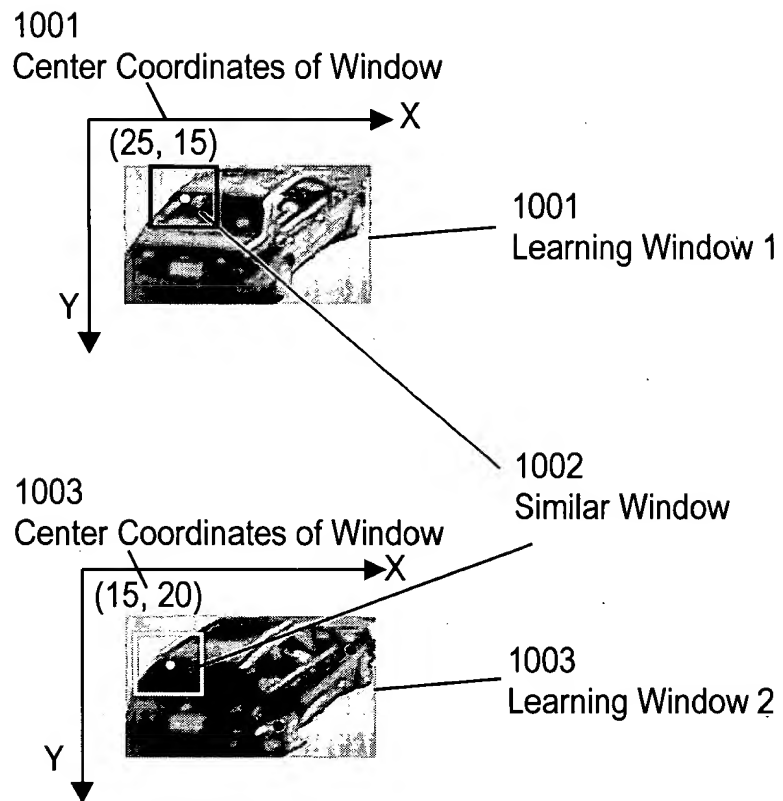 1001
Center Coordinates of Window
X
(25, 15)
1001
Learning Window 1
Y
1002
Similar Window
1003
Center Coordinates of Window
X
(15, 20)
1003
Learning Window 2
Y